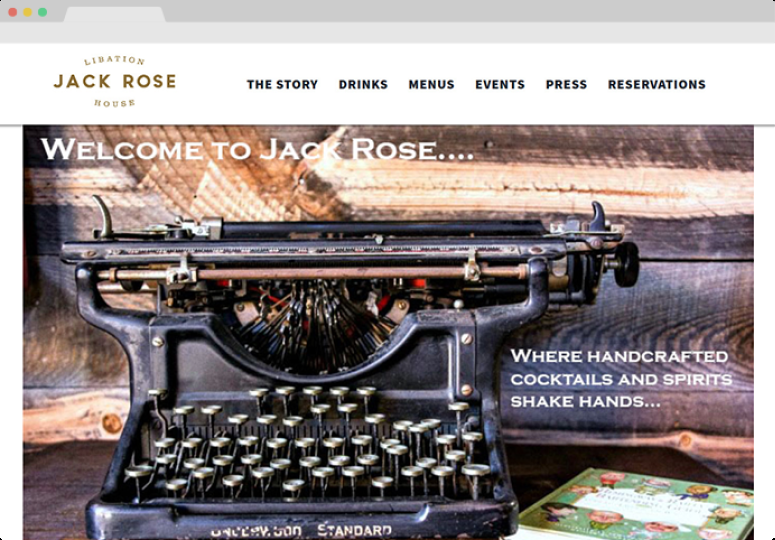 LIBATION
JACK ROSE
HOUSE
THE STORY DRINKS MENUS EVENTS PRESS RESERVATIONS
WELCOME TO JACK ROSE....
WHERE HANDCRAFTED
COCKTAILS AND SPIRITS
SHAKE HANDS...
UNDERWOOD STANDARD